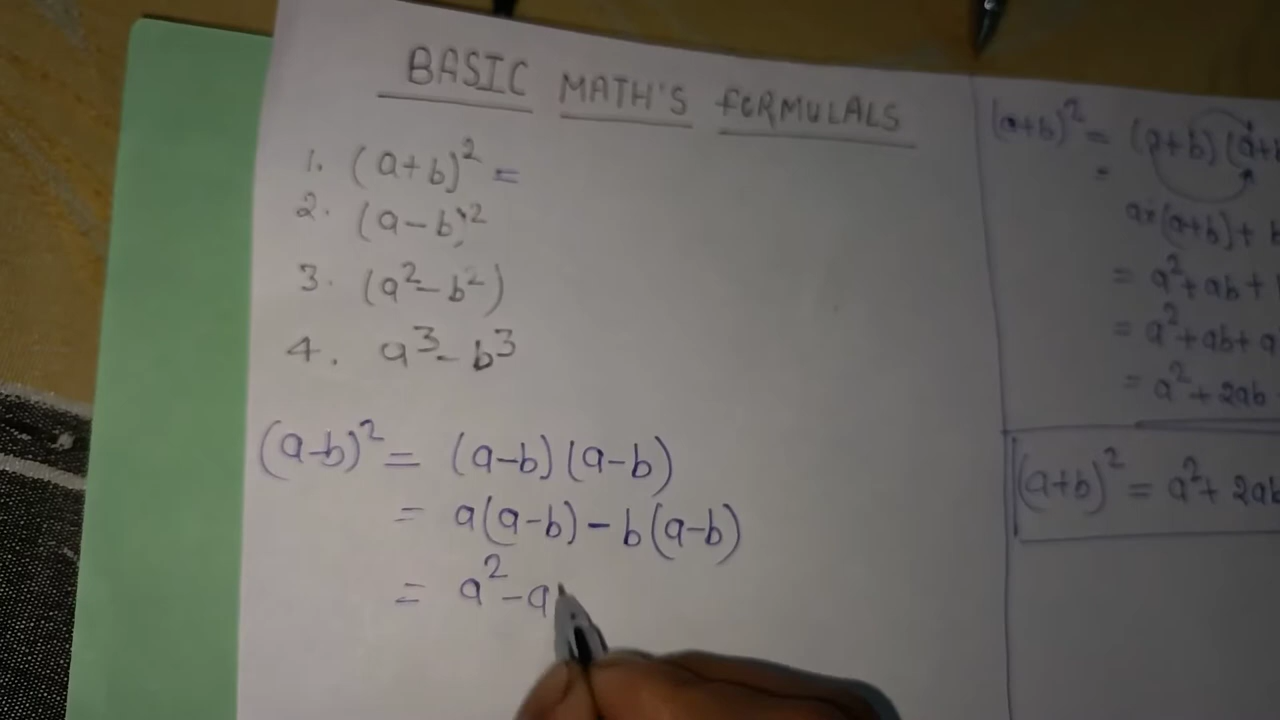 BASIC MATH'S FORMULALS
1. (a+b)² =
2. (a-b)²
3. (a²-b²)
4. a³-b³
(a-b)² = (a-b)(a-b)
= a(a-b)-b(a-b)
= a²-a
(a+b)² = (a+b)(a+b
=
a×(a+b)+
= a²+ab+
= a²+ab+
= a²+2ab
(a+b)² = a²+2ab